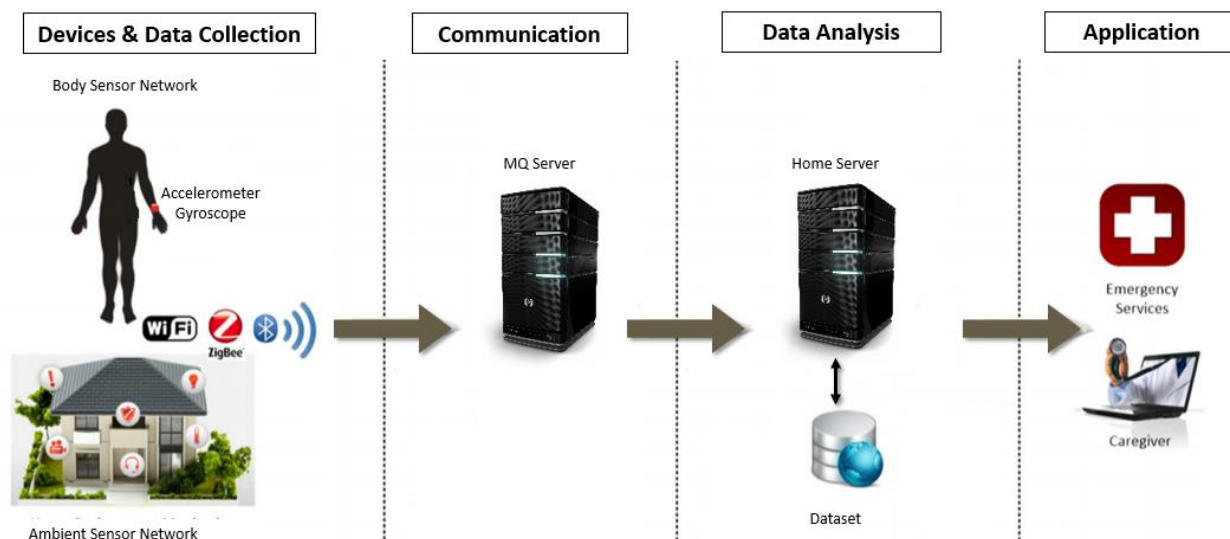 Devices & Data Collection
Communication
Data Analysis
Application
Body Sensor Network
Accelerometer
Gyroscope
WiFi
ZigBee
Ambient Sensor Network
MQ Server
Home Server
Dataset
Emergency
Services
Caregiver